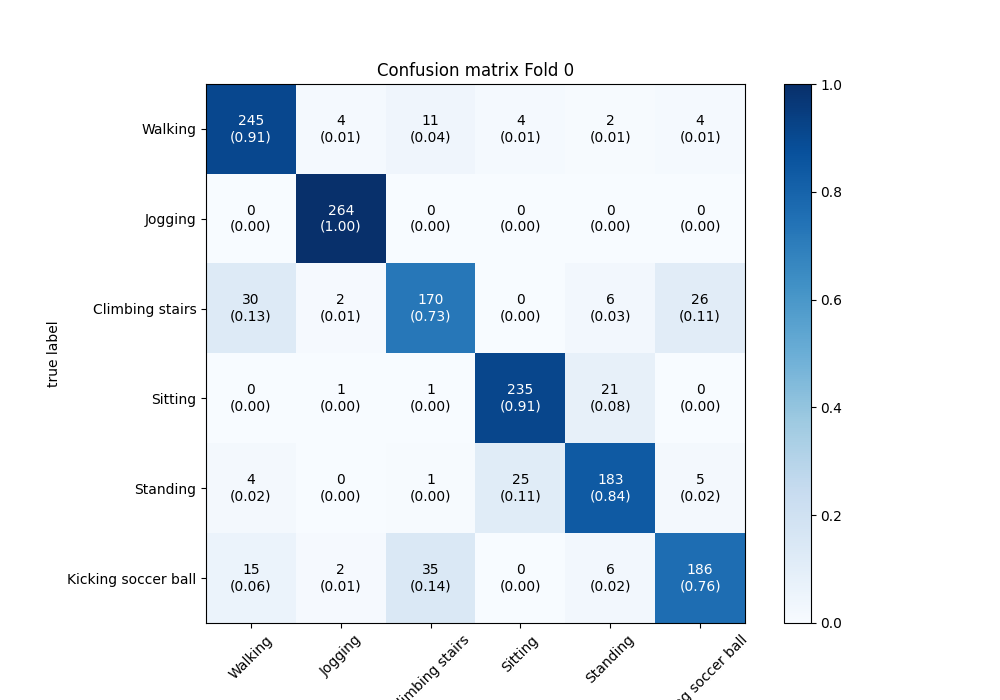 Confusion matrix Fold 0
1.0
Walking 245 4 11 4 2 4
(0.91) (0.01) (0.04) (0.01) (0.01) (0.01)
0.8
Jogging 0 264 0 0 0 0
(0.00) (1.00) (0.00) (0.00) (0.00) (0.00)
0.6
Climbing stairs 30 2 170 0 6 26
(0.13) (0.01) (0.73) (0.00) (0.03) (0.11)
true label
0.4
Sitting 0 1 1 235 21 0
(0.00) (0.00) (0.00) (0.91) (0.08) (0.00)
0.2
Standing 4 0 1 25 183 5
(0.02) (0.00) (0.00) (0.11) (0.84) (0.02)
Kicking soccer ball 15 2 35 0 6 186
(0.06) (0.01) (0.14) (0.00) (0.02) (0.76)
0.0
Walking
Jogging
limbing stairs
Sitting
Standing
g soccer ball